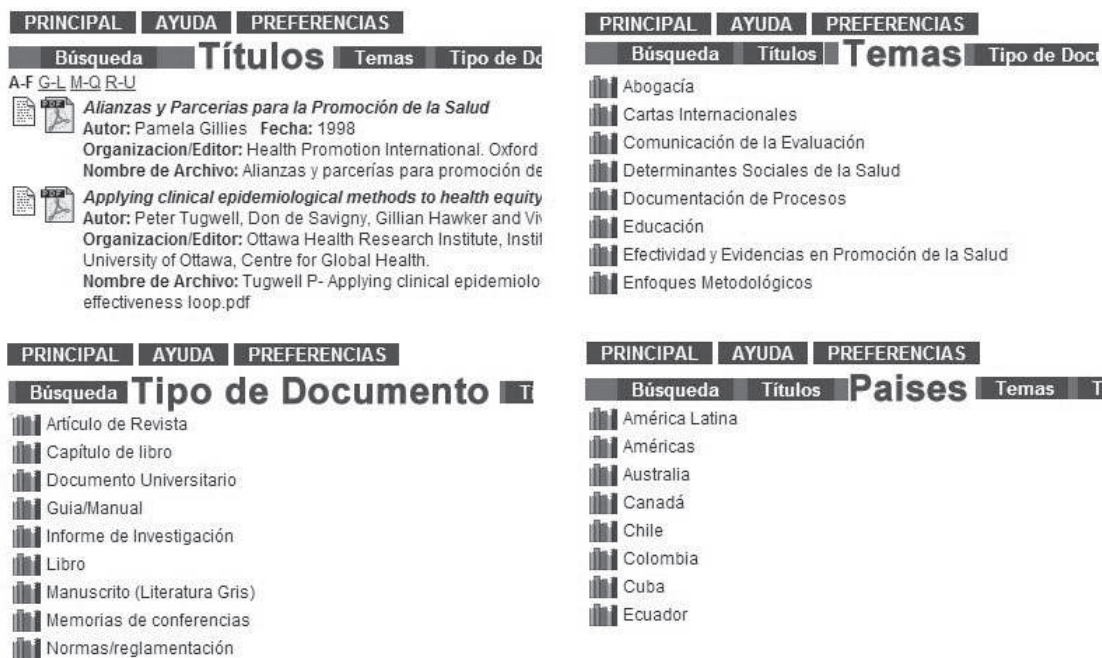 PRINCIPAL AYUDA PREFERENCIAS
Búsqueda Títulos Temas Tipo de
A-F G-L M-Q R-U
PDF Alianzas y Parcerias para la Promoción de la Salud
Autor: Pamela Gillies Fecha: 1998
Organizacion/Editor: Health Promotion International. Oxford
Nombre de Archivo: Alianzas y parcerías para promoción de
PDF Applying clinical epidemiological methods to health equity
Autor: Peter Tugwell, Don de Savigny, Gillian Hawker and
Organizacion/Editor: Ottawa Health Research Institute,
University of Ottawa, Centre for Global Health.
Nombre de Archivo: Tugwell P- Applying clinical epidemiolo
effectiveness loop.pdf
PRINCIPAL AYUDA PREFERENCIAS
Búsqueda Títulos Temas Tipo de Docu
Abogacía
Cartas Internacionales
Comunicación de la Evaluación
Determinantes Sociales de la Salud
Documentación de Procesos
Educación
Efectividad y Evidencias en Promoción de la Salud
Enfoques Metodológicos
PRINCIPAL AYUDA PREFERENCIAS
Búsqueda Tipo de Documento
Artículo de Revista
Capítulo de libro
Documento Universitario
Guia/Manual
Informe de Investigación
Libro
Manuscrito (Literatura Gris)
Memorias de conferencias
Normas/reglamentación
PRINCIPAL AYUDA PREFERENCIAS
Búsqueda Títulos Paises Temas T
América Latina
Américas
Australia
Canadá
Chile
Colombia
Cuba
Ecuador